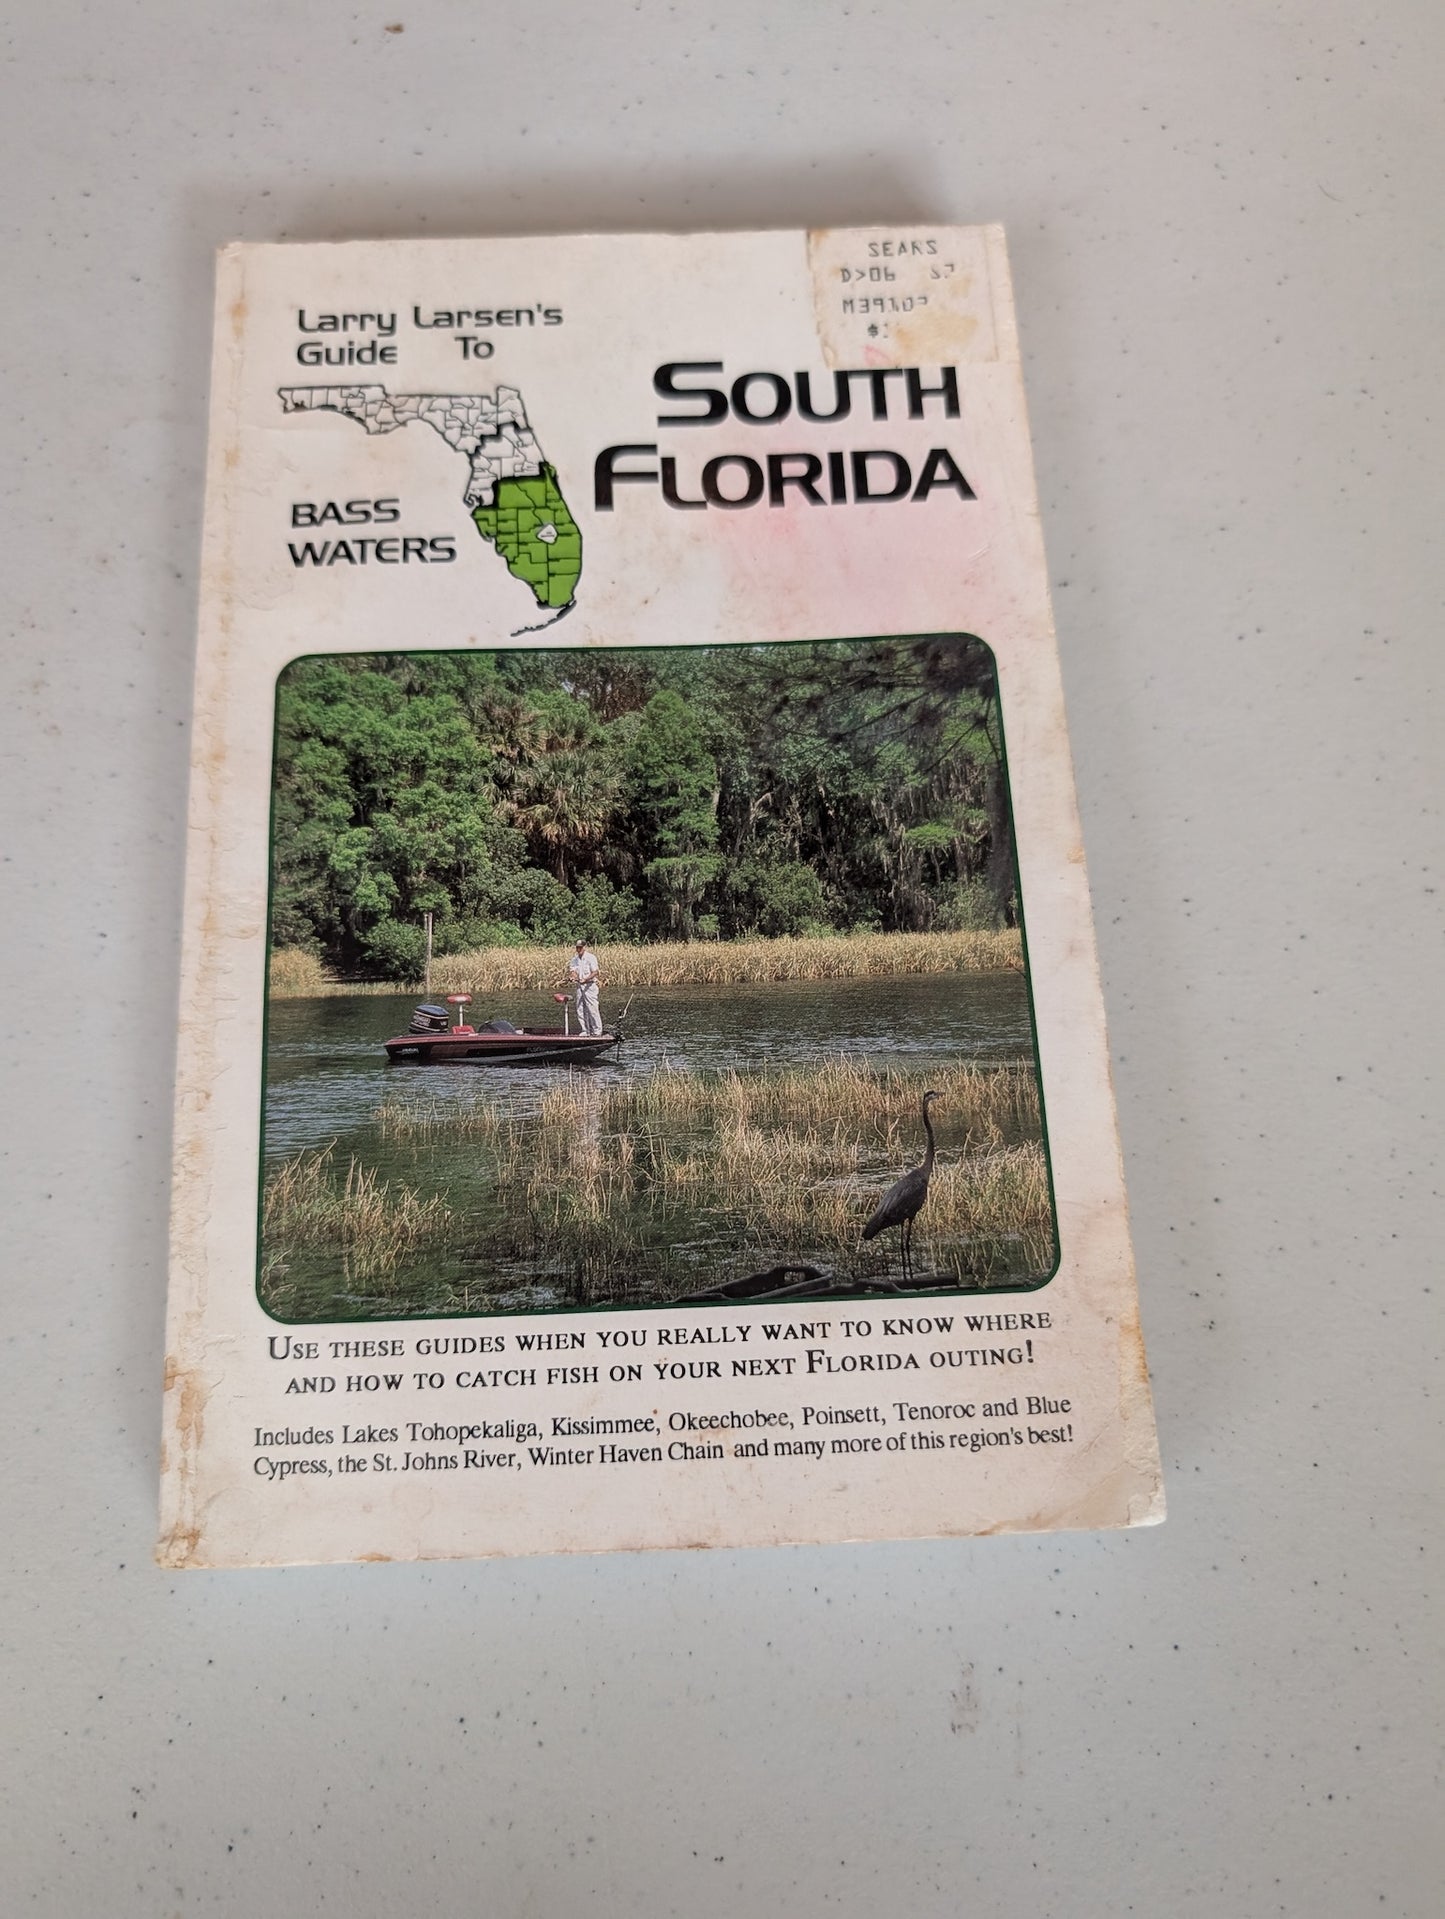 SEARS
Larry Larsen's
Guide To
SOUTH
FLORIDA
BASS
WATERS
USE THESE GUIDES WHEN YOU REALLY WANT TO KNOW WHERE
AND HOW TO CATCH FISH ON YOUR NEXT FLORIDA OUTING!
Includes Lakes Tohopekaliga, Kissimmee, Okeechobee, Poinsett, Tenoroc and Blue
Cypress, the St. Johns River, Winter Haven Chain and many more of this region's best!